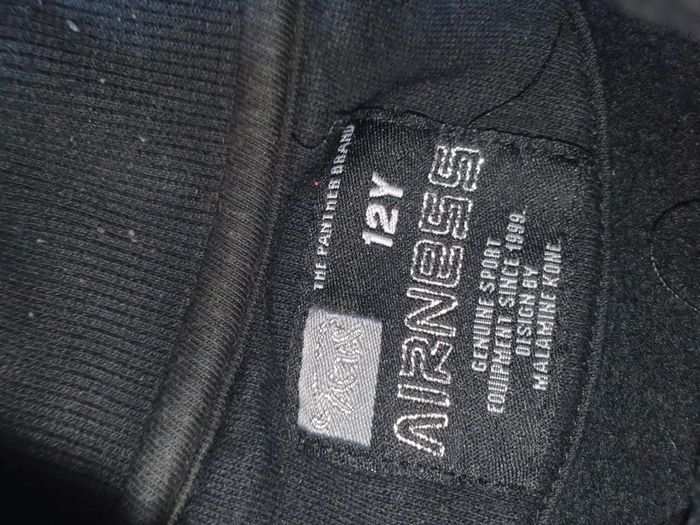 THE PANTHER BRAND
12Y
AIRNESS
GENUINE SPORT
EQUIPMENT SINCE 1999.
DESIGN BY
MALAMINE KONE.